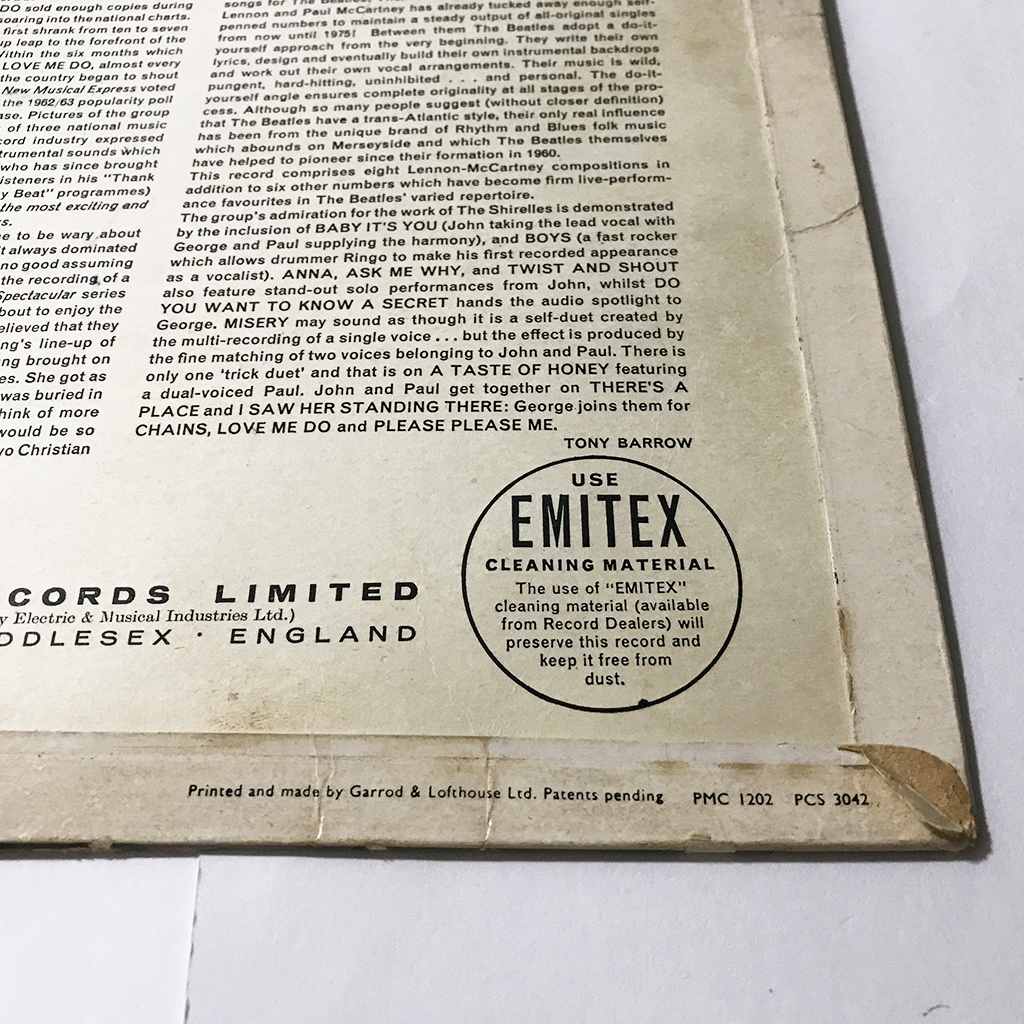 DO sold enough copies during
soaring into the national charts.
first shrank from ten to seven
up leap to the forefront of the
Within the six months which
LOVE ME DO, almost every
the country began to shout
New Musical Express voted
the 1962/63 popularity poll
ase. Pictures of the group
of three national music
cord industry expressed
trumental sounds which
who has since brought
listeners in his "Thank
y Beat" programmes)
the most exciting and
s.
e to be wary about
it always dominated
no good assuming
the recording of a
Spectacular series
bout to enjoy the
elieved that they
ng's line-up of
ng brought on
es. She got as
was buried in
hink of more
would be so
yo Christian
songs for The Beatles,
Lennon and Paul McCartney has already tucked away enough self-
penned numbers to maintain a steady output of all-original singles
from now until 1975! Between them The Beatles adopt a do-it-
yourself approach from the very beginning. They write their own
lyrics, design and eventually build their own instrumental backdrops
and work out their own vocal arrangements. Their music is wild,
pungent, hard-hitting, uninhibited . . . and personal. The do-it-
yourself angle ensures complete originality at all stages of the pro-
cess. Although so many people suggest (without closer definition)
that The Beatles have a trans-Atlantic style, their only real influence
has been from the unique brand of Rhythm and Blues folk music
which abounds on Merseyside and which The Beatles themselves
have helped to pioneer since their formation in 1960.
This record comprises eight Lennon-McCartney compositions in
addition to six other numbers which have become firm live-perform-
ance favourites in The Beatles' varied repertoire.
The group's admiration for the work of The Shirelles is demonstrated
by the inclusion of BABY IT'S YOU (John taking the lead vocal with
George and Paul supplying the harmony), and BOYS (a fast rocker
which allows drummer Ringo to make his first recorded appearance
as a vocalist). ANNA, ASK ME WHY, and TWIST AND SHOUT
also feature stand-out solo performances from John, whilst DO
YOU WANT TO KNOW A SECRET hands the audio spotlight to
George. MISERY may sound as though it is a self-duet created by
the multi-recording of a single voice . . . but the effect is produced by
the fine matching of two voices belonging to John and Paul. There is
only one 'trick duet' and that is on A TASTE OF HONEY featuring
a dual-voiced Paul. John and Paul get together on THERE'S A
PLACE and I SAW HER STANDING THERE: George joins them for
CHAINS, LOVE ME DO and PLEASE PLEASE ME.
TONY BARROW
CORDS LIMITED
y Electric & Musical Industries Ltd.)
DDLESEX · ENGLAND
USE
EMITEX
CLEANING MATERIAL
The use of "EMITEX"
cleaning material (available
from Record Dealers) will
preserve this record and
keep it free from
dust.
Printed and made by Garrod & Lofthouse Ltd. Patents pending PMC 1202 PCS 3042